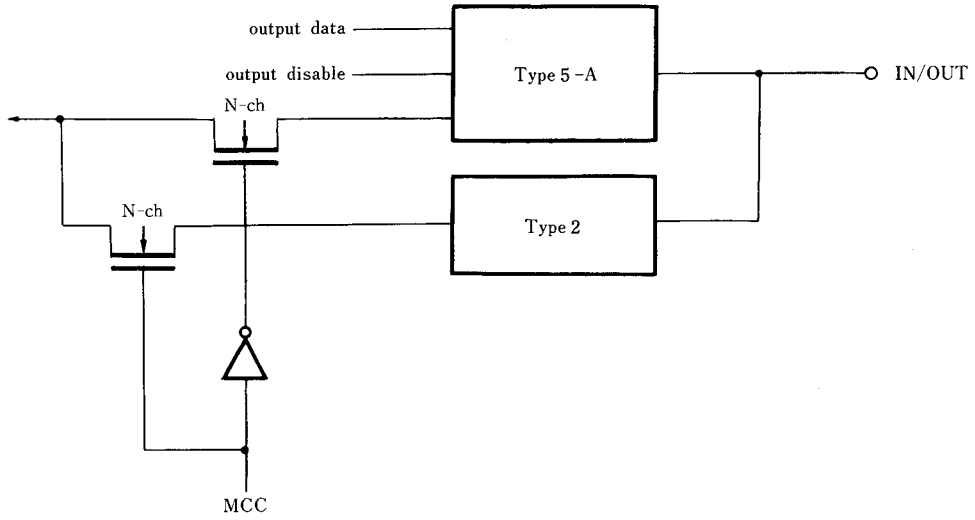 output data
output disable
Type 5-A
IN/OUT
N-ch
N-ch
Type 2
MCC